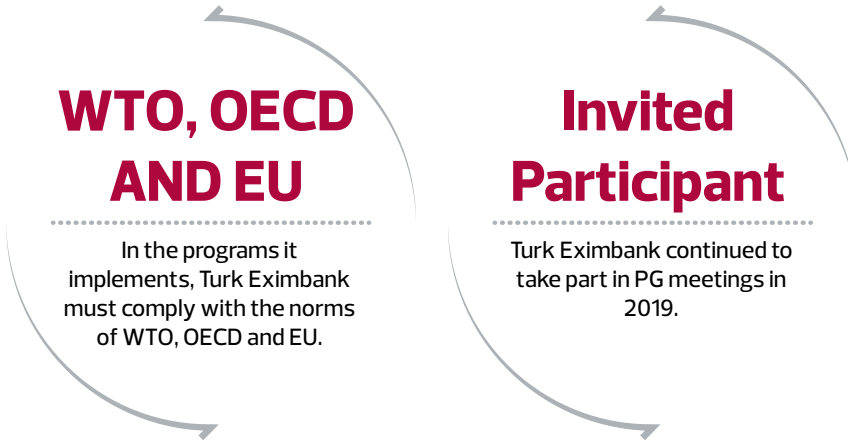 WTO, OECD
AND EU
In the programs it
implements, Turk Eximbank
must comply with the norms
of WTO, OECD and EU.
Invited
Participant
Turk Eximbank continued to
take part in PG meetings in
2019.